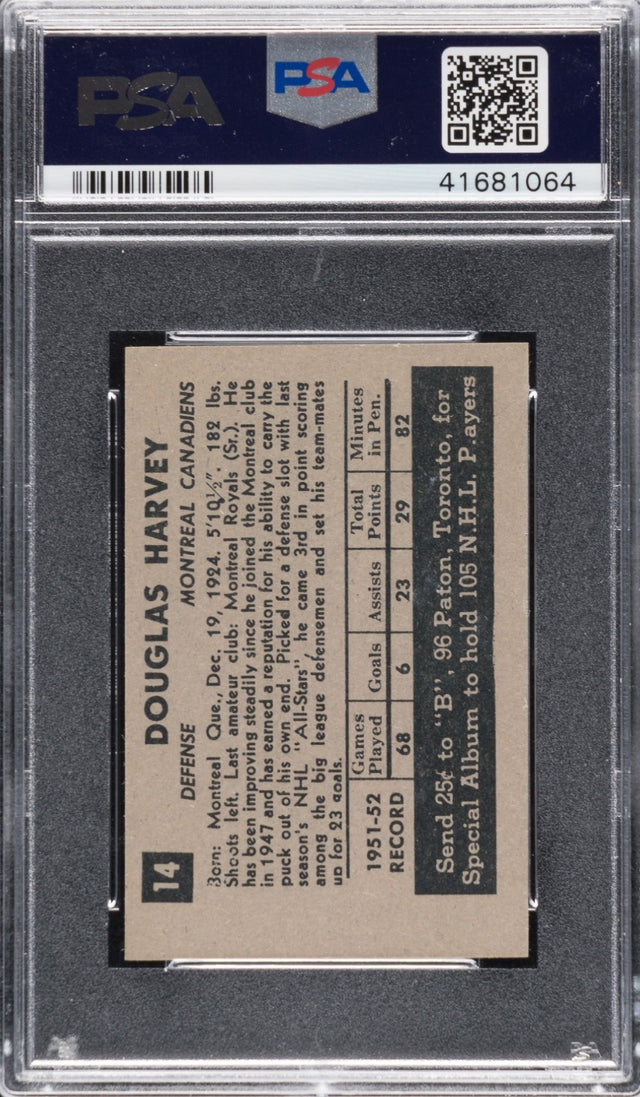 PSA
PSA
41681064
14
DOUGLAS HARVEY
DEFENSE MONTREAL CANADIENS
Born: Montreal Que., Dec. 19, 1924. 5'10½". 182 lbs.
Shoots left. Last amateur club: Montreal Royals (Sr.). He
has been improving steadily since he joined the Montreal club
in 1947 and has earned a reputation for his ability to carry the
puck out of his own end. Picked for a defense slot with last
season's NHL "All-Stars", he came 3rd in point scoring
among the big league defensemen and set his team-mates
up for 23 goals.
1951-52 RECORD
Games Played Goals Assists Total Points Minutes in Pen.
68 6 23 29 82
Send 25¢ to "B", 96 Paton, Toronto, for
Special Album to hold 105 N.H.L. P.ayers